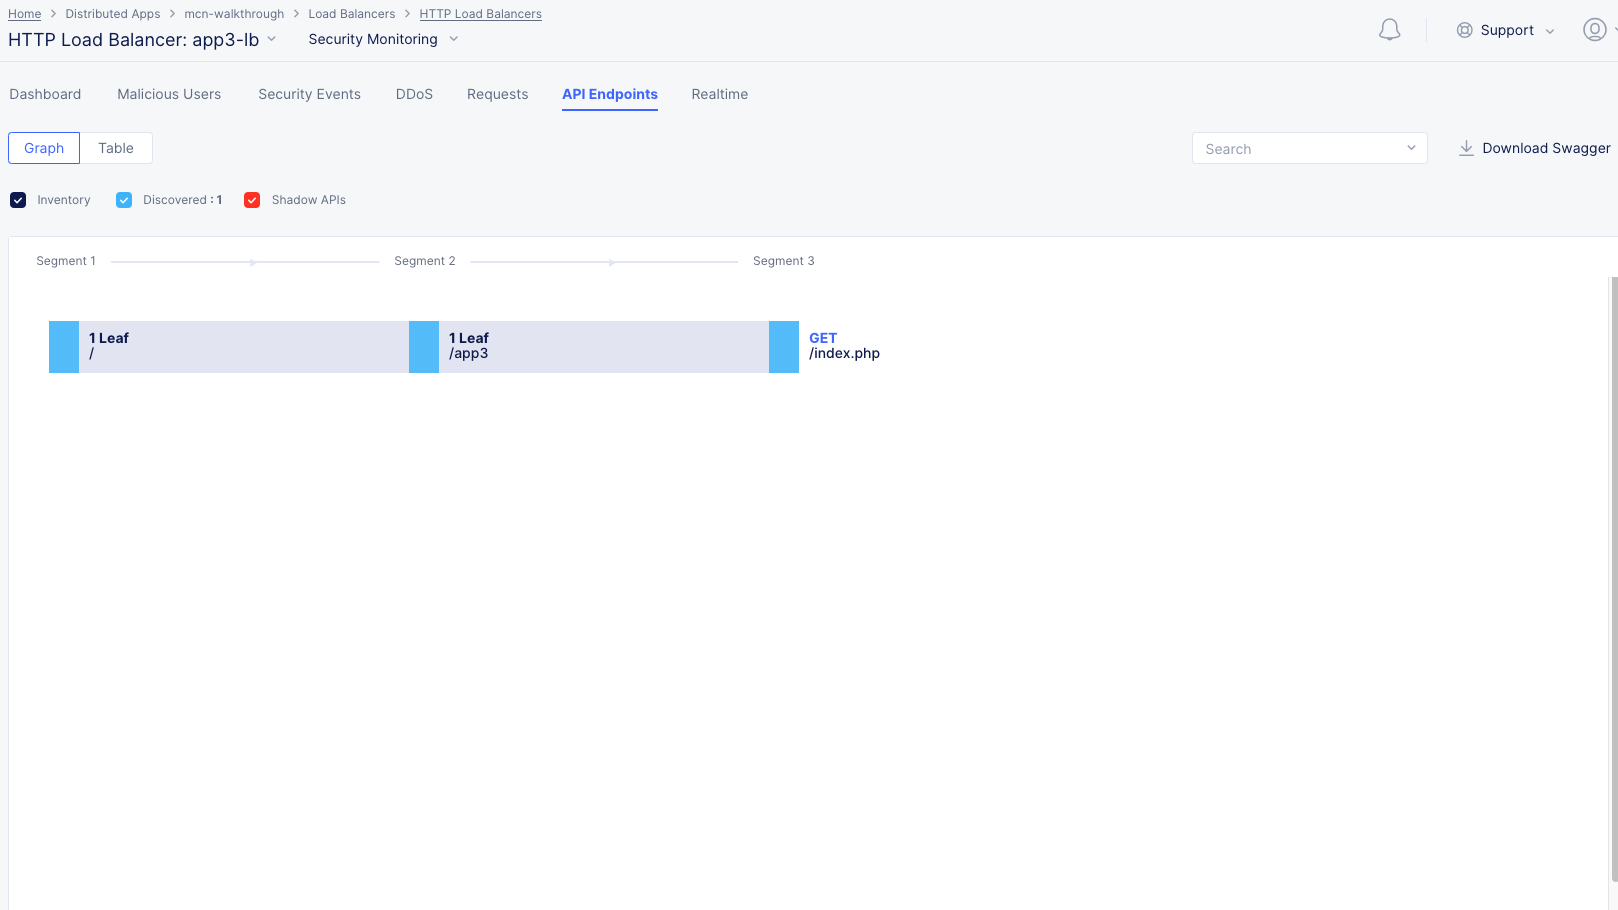 Home > Distributed Apps > mcn-walkthrough > Load Balancers > HTTP Load Balancers
HTTP Load Balancer: app3-lb
Security Monitoring
Support
Dashboard Malicious Users Security Events DDoS Requests API Endpoints Realtime
Graph Table
Search
Download Swagger
Inventory Discovered : 1 Shadow APIs
Segment 1 Segment 2 Segment 3
1 Leaf
/
1 Leaf
/app3
GET
/index.php